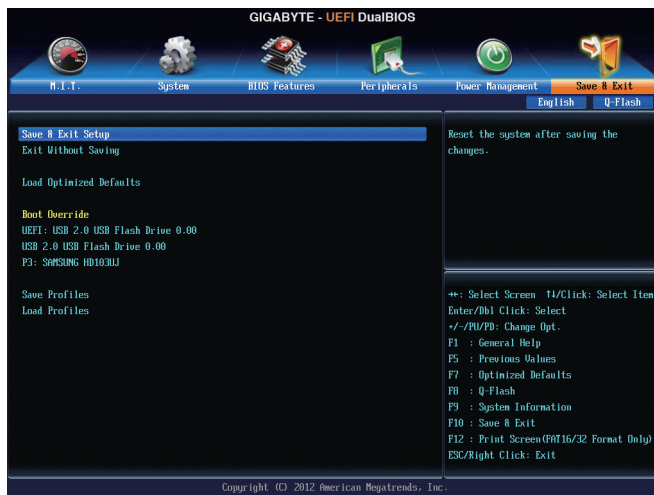 GIGABYTE - UEFI DualBIOS
M.I.T.
System
BIOS Features
Peripherals
Power Management
Save & Exit
English
Q-Flash
Save & Exit Setup
Exit Without Saving
Load Optimized Defaults
Boot Override
UEFI: USB 2.0 USB Flash Drive 0.00
USB 2.0 USB Flash Drive 0.00
P3: SAMSUNG HD103UJ
Save Profiles
Load Profiles
Reset the system after saving the
changes.
→←: Select Screen ↑↓/Click: Select Item
Enter/Dbl Click: Select
+/-/PU/PD: Change Opt.
F1 : General Help
F5 : Previous Values
F7 : Optimized Defaults
F8 : Q-Flash
F9 : System Information
F10 : Save & Exit
F12 : Print Screen(FAT16/32 Format Only)
ESC/Right Click: Exit
Copyright (C) 2012 American Megatrends, Inc.